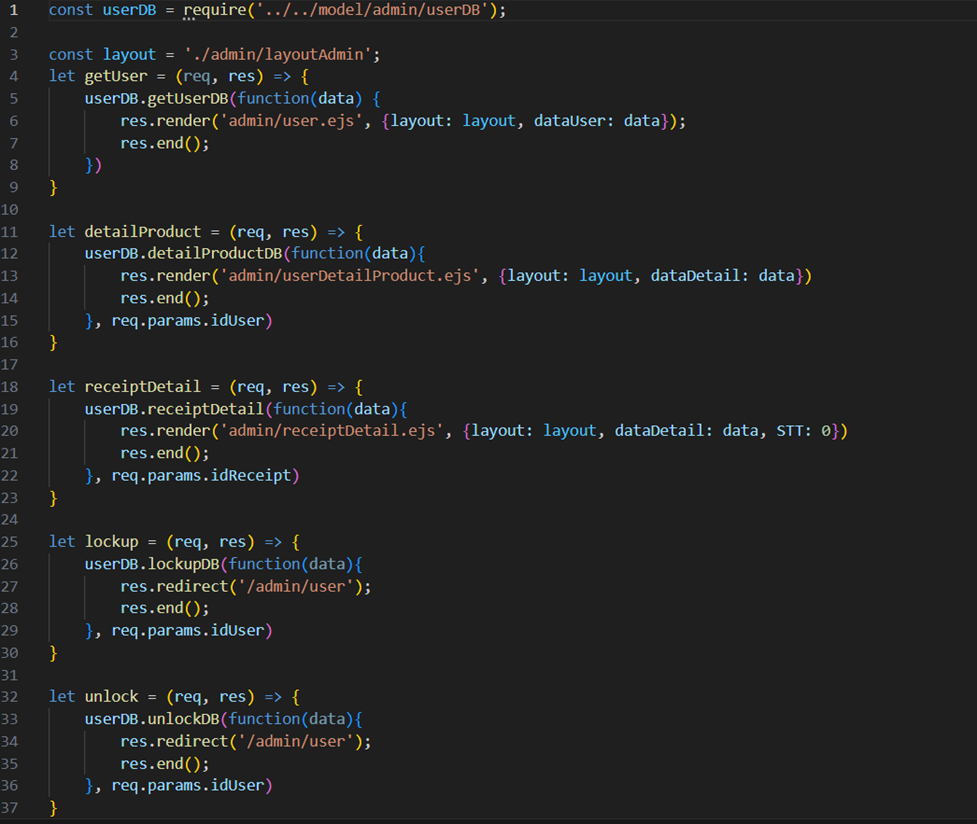 1 const userDB = require('../../model/admin/userDB');
2
3 const layout = './admin/layoutAdmin';
4 let getUser = (req, res) => {
5     userDB.getUserDB(function(data) {
6         res.render('admin/user.ejs', {layout: layout, dataUser: data});
7         res.end();
8     })
9 }
10
11 let detailProduct = (req, res) => {
12     userDB.detailProductDB(function(data){
13         res.render('admin/userDetailProduct.ejs', {layout: layout, dataDetail: data})
14         res.end();
15     }, req.params.idUser)
16 }
17
18 let receiptDetail = (req, res) => {
19     userDB.receiptDetail(function(data){
20         res.render('admin/receiptDetail.ejs', {layout: layout, dataDetail: data, STT: 0})
21         res.end();
22     }, req.params.idReceipt)
23 }
24
25 let lockup = (req, res) => {
26     userDB.lockupDB(function(data){
27         res.redirect('/admin/user');
28         res.end();
29     }, req.params.idUser)
30 }
31
32 let unlock = (req, res) => {
33     userDB.unlockDB(function(data){
34         res.redirect('/admin/user');
35         res.end();
36     }, req.params.idUser)
37 }